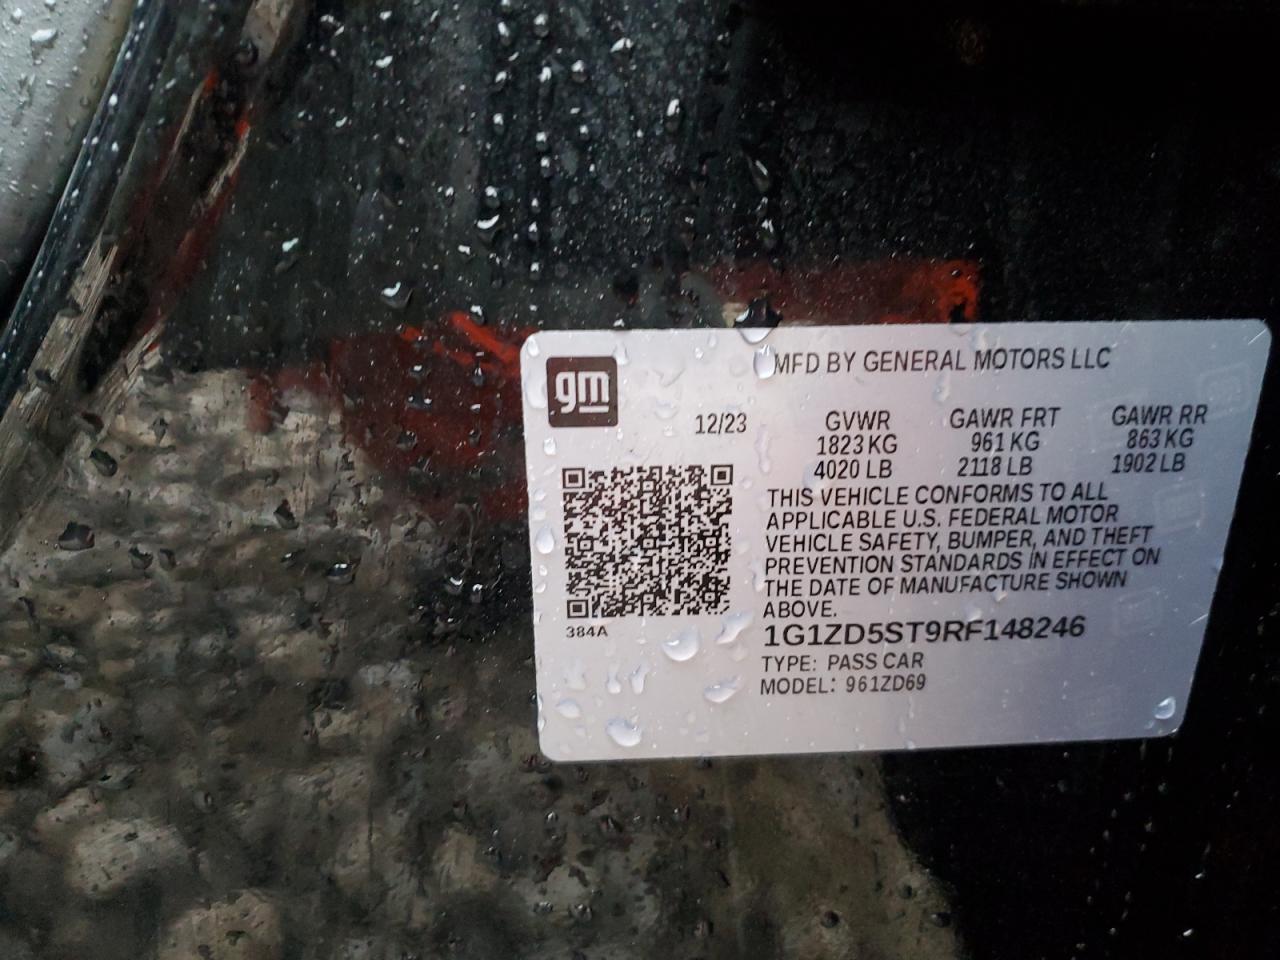 MFD BY GENERAL MOTORS LLC
gm
12/23 GVWR GAWR FRT GAWR RR
1823 KG 961 KG 863 KG
4020 LB 2118 LB 1902 LB
THIS VEHICLE CONFORMS TO ALL
APPLICABLE U.S. FEDERAL MOTOR
VEHICLE SAFETY, BUMPER, AND THEFT
PREVENTION STANDARDS IN EFFECT ON
THE DATE OF MANUFACTURE SHOWN
ABOVE.
384A
1G1ZD5ST9RF148246
TYPE: PASS CAR
MODEL: 961ZD69